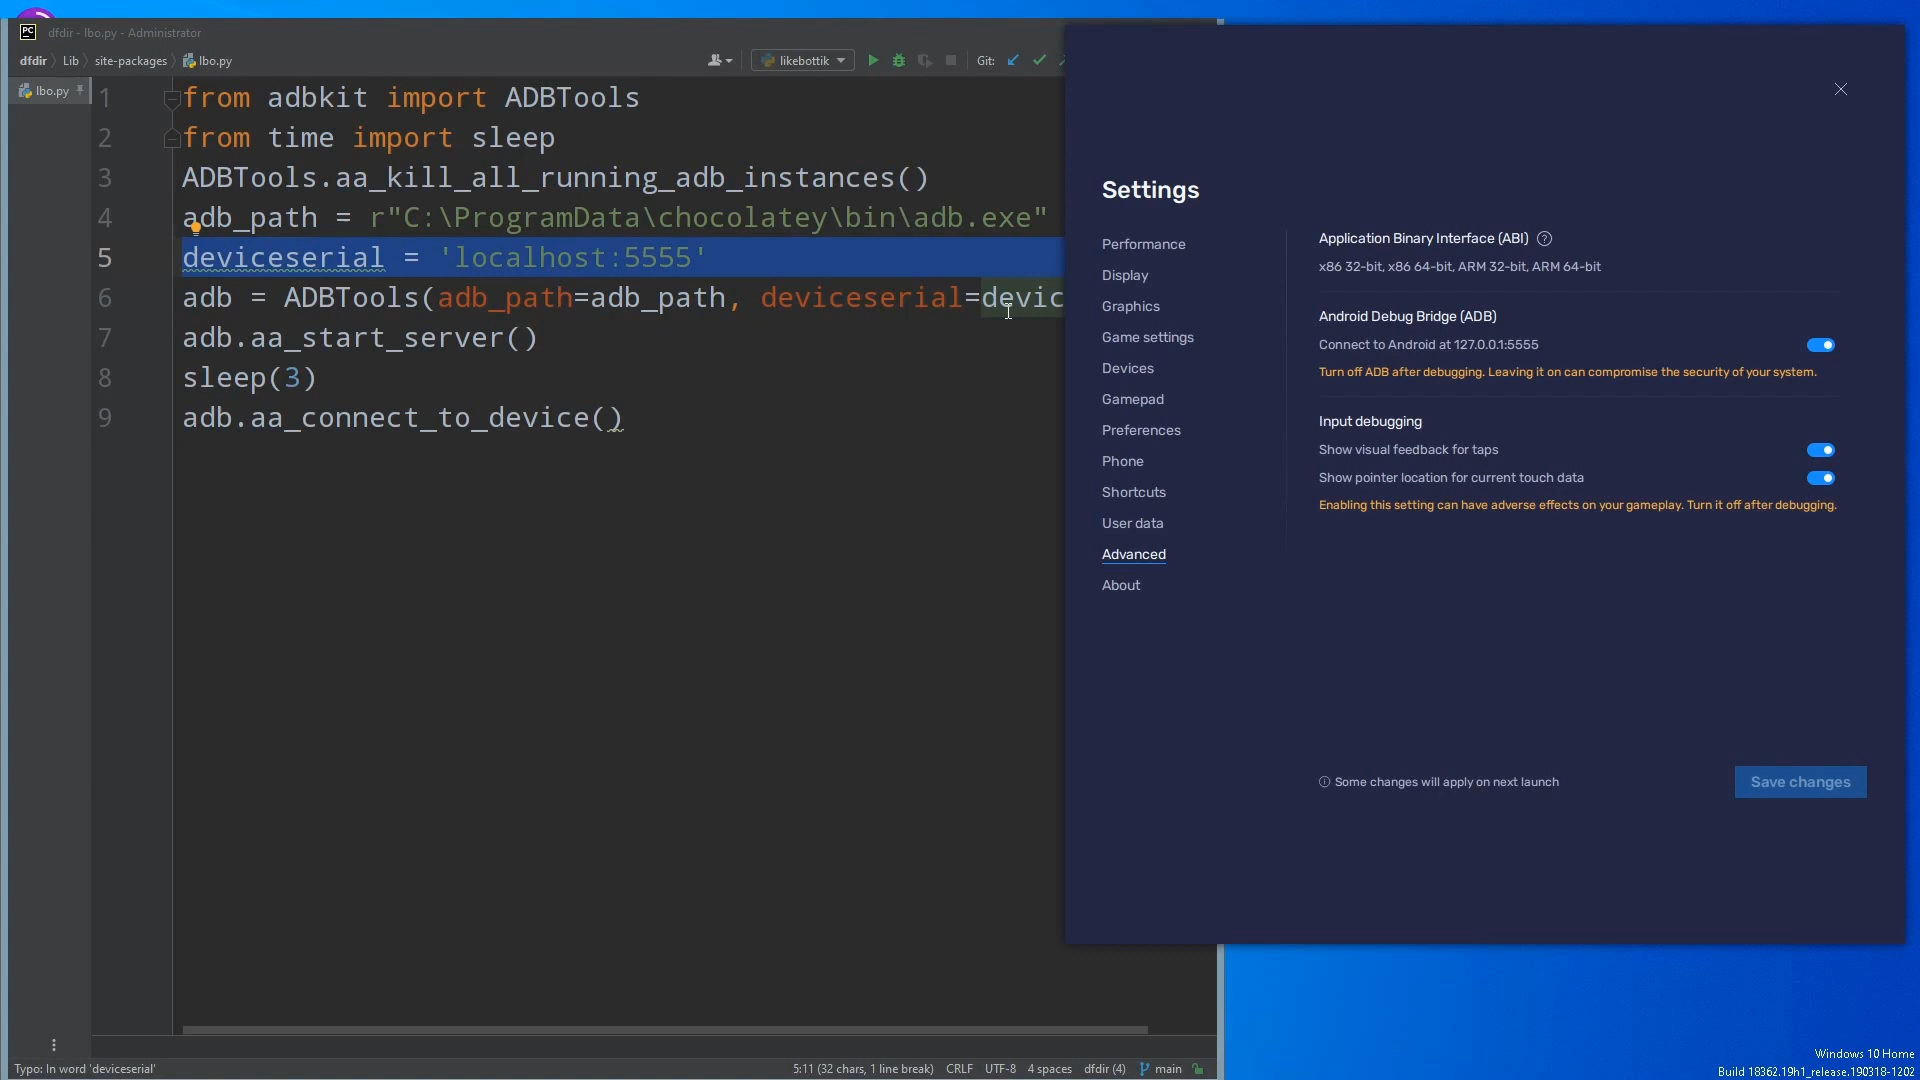 PC dfdir - lbo.py - Administrator
dfdir Lib site-packages lbo.py
likebottik Git:
lbo.py
1 from adbkit import ADBTools
2 from time import sleep
3 ADBTools.aa_kill_all_running_adb_instances()
4 adb_path = r"C:\ProgramData\chocolatey\bin\adb.exe"
5 deviceserial = 'localhost:5555'
6 adb = ADBTools(adb_path=adb_path, deviceserial=devic
7 adb.aa_start_server()
8 sleep(3)
9 adb.aa_connect_to_device()
Typo: In word 'deviceserial'
5:11 (32 chars, 1 line break) CRLF UTF-8 4 spaces dfdir (4) main
Settings
Performance
Display
Graphics
Game settings
Devices
Gamepad
Preferences
Phone
Shortcuts
User data
Advanced
About
Application Binary Interface (ABI) ?
x86 32-bit, x86 64-bit, ARM 32-bit, ARM 64-bit
Android Debug Bridge (ADB)
Connect to Android at 127.0.0.1:5555
Turn off ADB after debugging. Leaving it on can compromise the security of your system.
Input debugging
Show visual feedback for taps
Show pointer location for current touch data
Enabling this setting can have adverse effects on your gameplay. Turn it off after debugging.
Some changes will apply on next launch
Save changes
Windows 10 Home
Build 18362.19h1_release.190318-1202